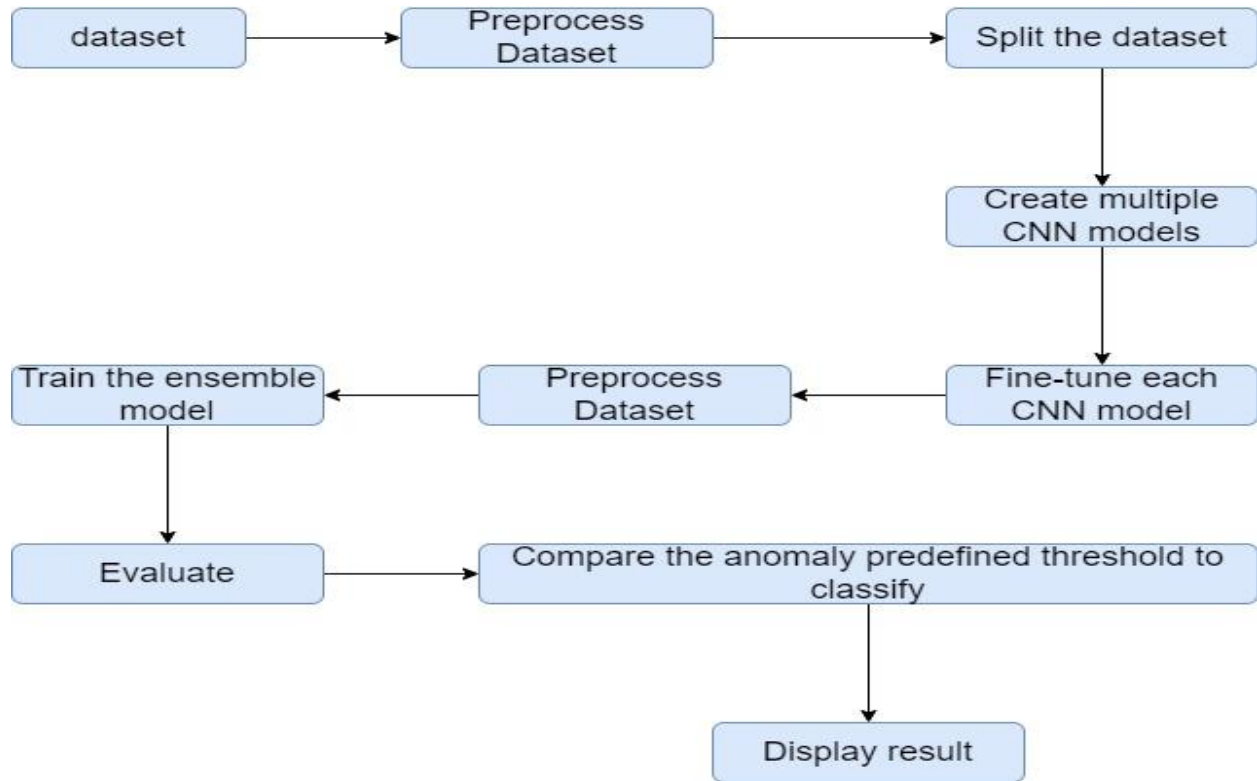 dataset
Preprocess
Dataset
Split the dataset
Create multiple
CNN models
Fine-tune each
CNN model
Preprocess
Dataset
Train the ensemble
model
Evaluate
Compare the anomaly predefined threshold to
classify
Display result